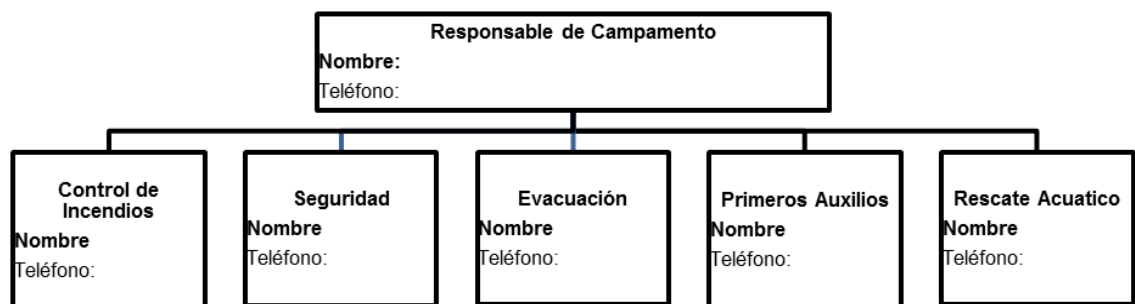 Responsable de Campamento
Nombre:
Teléfono:
Control de
Incendios
Nombre
Teléfono:
Seguridad
Nombre
Teléfono:
Evacuación
Nombre
Teléfono:
Primeros Auxilios
Nombre
Teléfono:
Rescate Acuatico
Nombre
Teléfono: